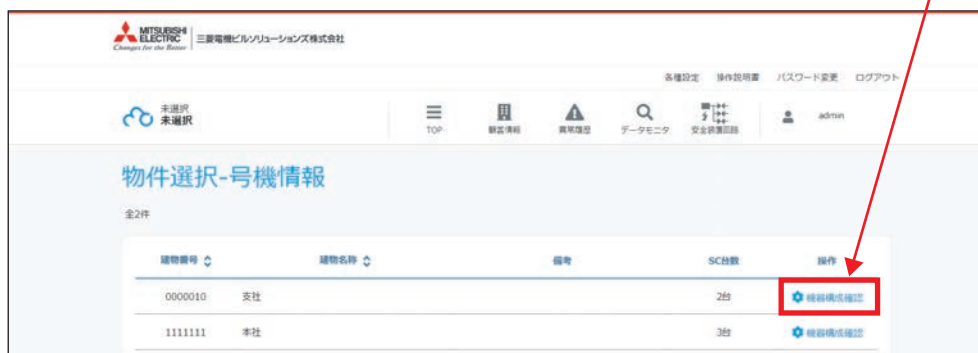 MITSUBISHI
ELECTRIC
Changes for the Better
三菱電機ビルソリューションズ株式会社
各種設定 操作説明書 パスワード変更 ログアウト
未選択
未選択
TOP 顧客情報 異常履歴 データモニタ 安全装置回路 admin
物件選択-号機情報
全2件
建物番号 建物名称 備考 SC台数 操作
0000010 支社 2台 機器構成確認
1111111 本社 3台 機器構成確認